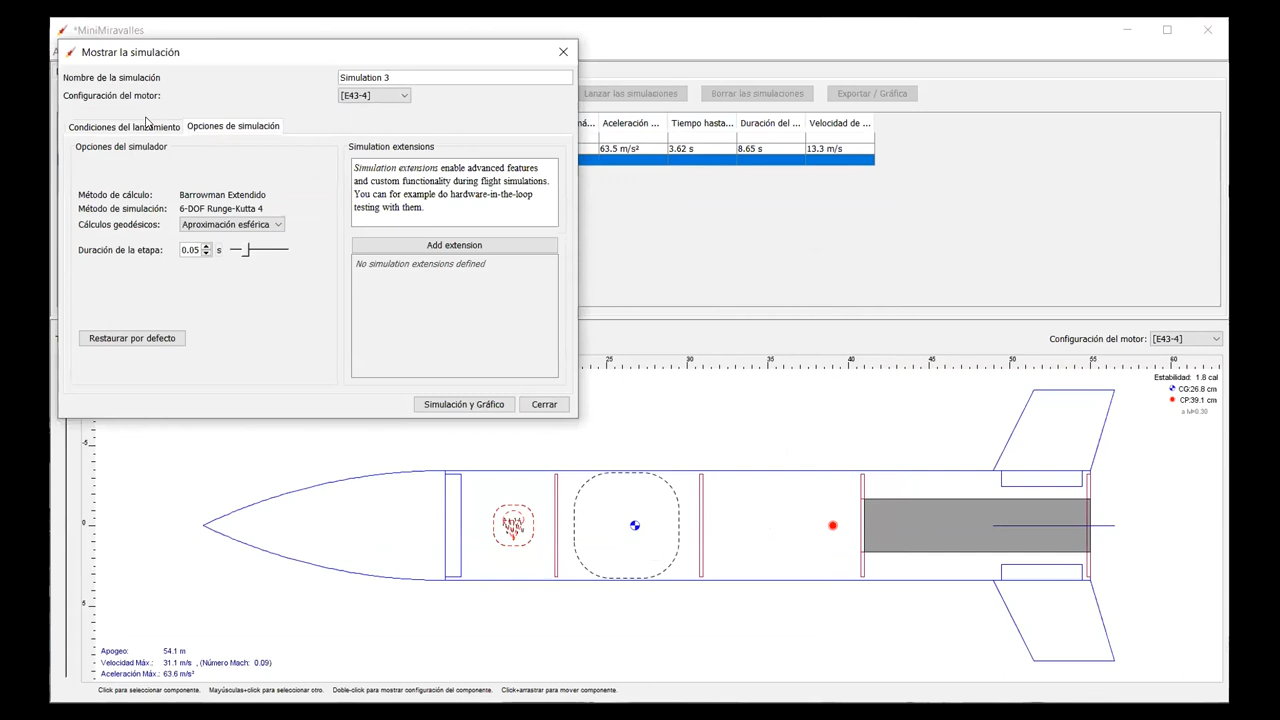 *MiniMiravalles
Mostrar la simulación
Nombre de la simulación
Simulation 3
Configuración del motor:
[E43-4]
Condiciones del lanzamiento
Opciones de simulación
Opciones del simulador
Método de cálculo:
Barrowman Extendido
Método de simulación:
6-DOF Runge-Kutta 4
Cálculos geodésicos:
Aproximación esférica
Duración de la etapa:
0.05
s
Restaurar por defecto
Simulation extensions
Simulation extensions enable advanced features
and custom functionality during flight simulations.
You can for example do hardware-in-the-loop
testing with them.
Add extension
No simulation extensions defined
Simulación y Gráfico
Cerrar
Lanzar las simulaciones
Borrar las simulaciones
Exportar / Gráfica
Aceleración ...
Tiempo hasta...
Duración del ...
Velocidad de ...
63.5 m/s²
3.62 s
8.65 s
13.3 m/s
Configuración del motor:
[E43-4]
25
30
35
40
45
50
55
60
Estabilidad: 1.8 cal
CG:26.8 cm
CP:39.1 cm
a M=0.30
-5
0
5
Apogeo: 54.1 m
Velocidad Máx.: 31.1 m/s , (Número Mach: 0.09)
Aceleración Máx.: 63.6 m/s²
Click para seleccionar componente. Mayúsculas+click para seleccionar otro. Doble-click para mostrar configuración del componente. Click+arrastrar para mover componente.